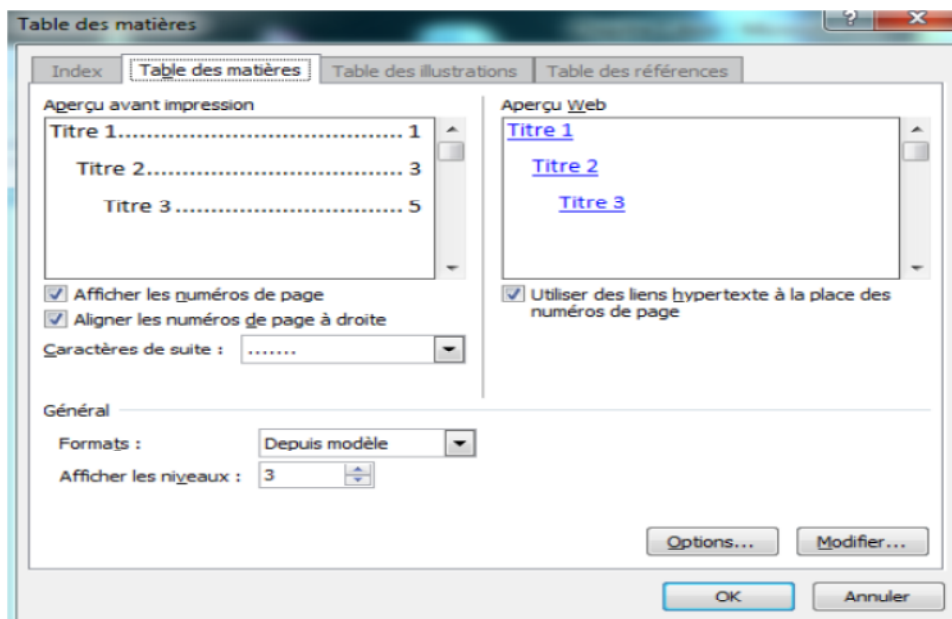 Table des matières
Index
Table des matières
Table des illustrations
Table des références
Aperçu avant impression
Titre 1.................................... 1
Titre 2................................ 3
Titre 3............................ 5
Aperçu Web
Titre 1
Titre 2
Titre 3
Afficher les numéros de page
Aligner les numéros de page à droite
Caractères de suite : .......
Utiliser des liens hypertexte à la place des
numéros de page
Général
Formats : Depuis modèle
Afficher les niveaux : 3
Options...
Modifier...
OK
Annuler